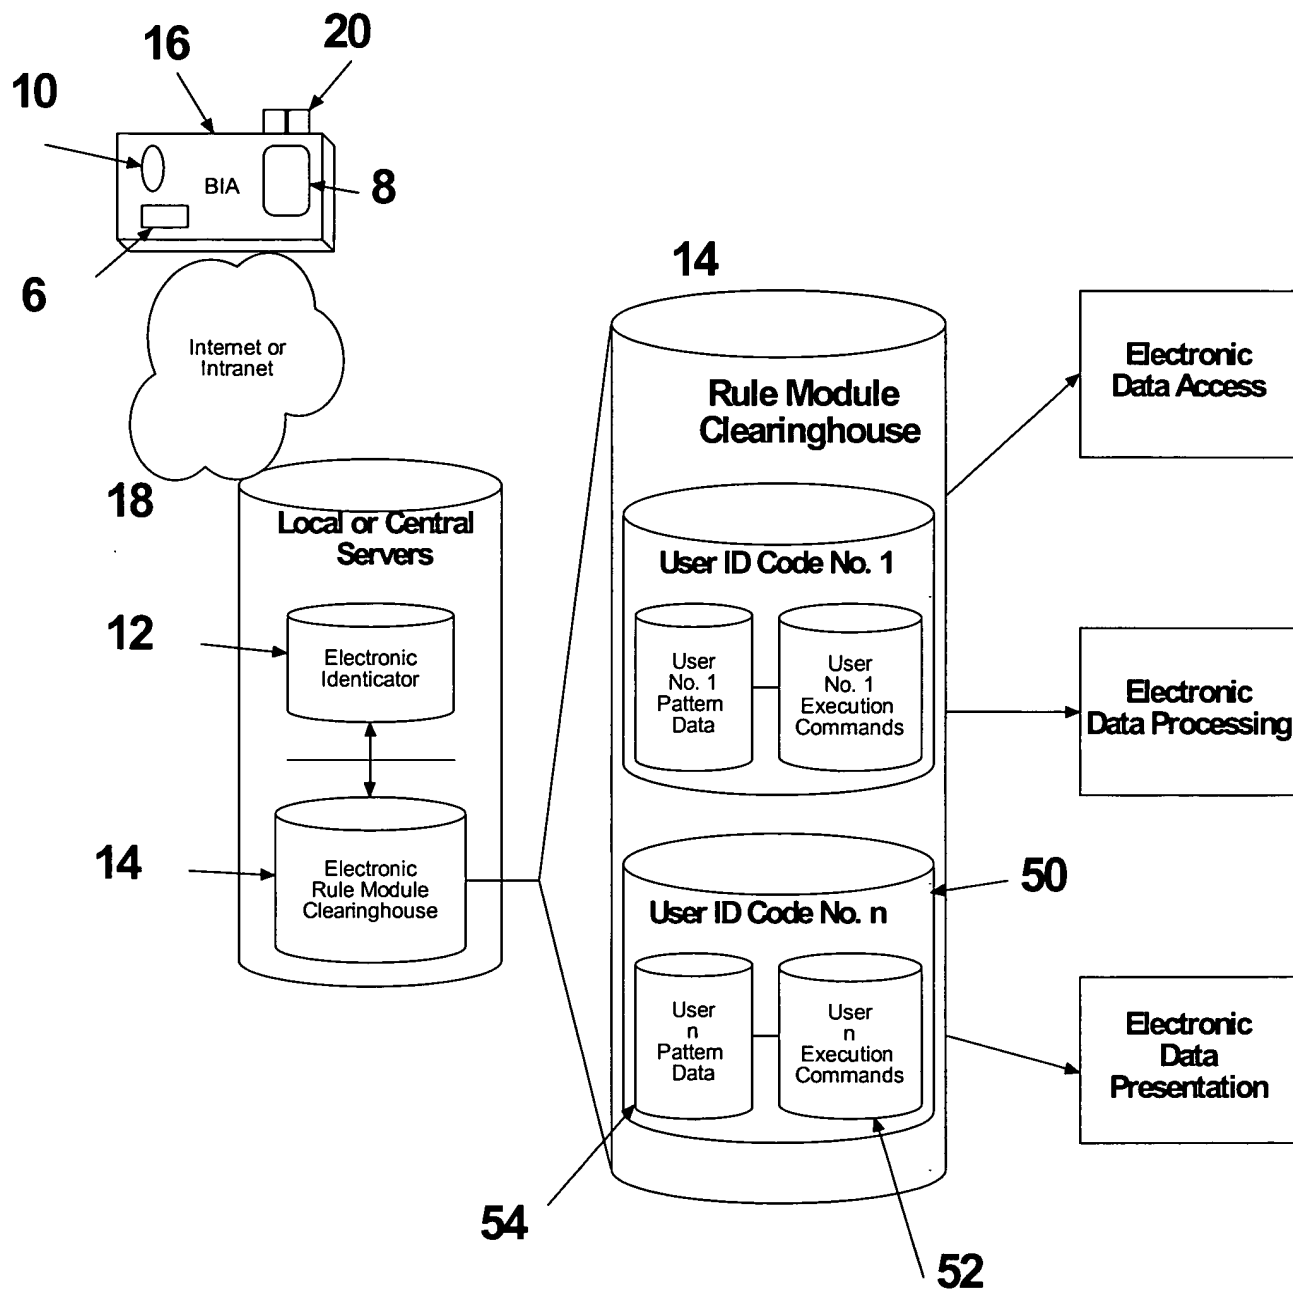 20
16
10
BIA
8
6
Internet or
Intranet
18
Local or Central
Servers
12
Electronic
Identicator
14
Electronic
Rule Module
Clearinghouse
14
Rule Module
Clearinghouse
User ID Code No. 1
User
No. 1
Pattern
Data
User
No. 1
Execution
Commands
50
User ID Code No. n
User
n
Pattern
Data
User
n
Execution
Commands
54
52
Electronic
Data Access
Electronic
Data Processing
Electronic
Data
Presentation